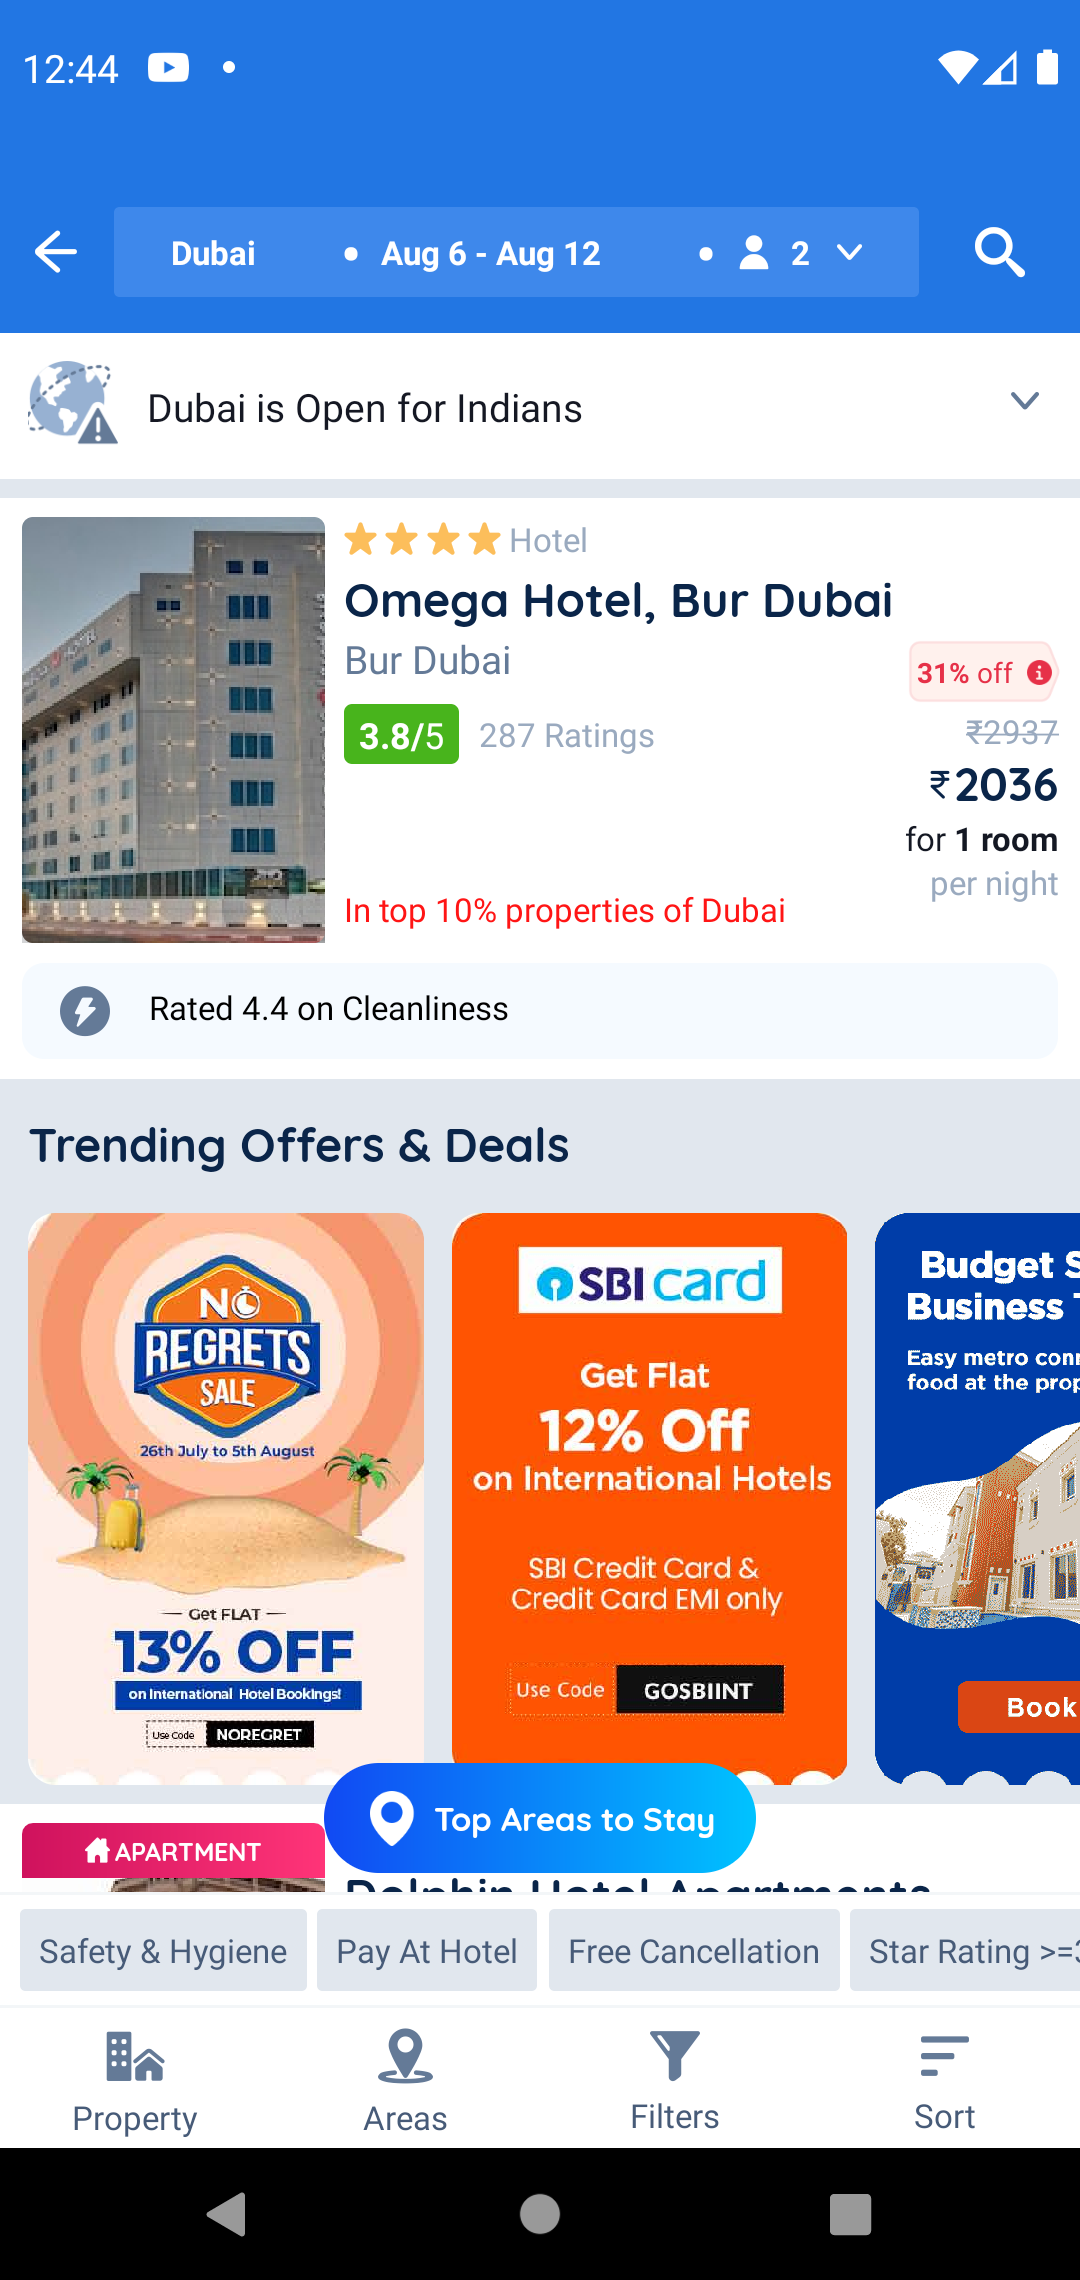 12:44
Dubai • Aug 6 - Aug 12 • 2
Dubai is Open for Indians
Hotel
Omega Hotel, Bur Dubai
Bur Dubai
31% off
3.8/5 287 Ratings
₹2937
₹2036
for 1 room
per night
In top 10% properties of Dubai
Rated 4.4 on Cleanliness
Trending Offers & Deals
NO
REGRETS
SALE
26th July to 5th August
Get FLAT
13% OFF
on International Hotel Bookings!
Use Code NOREGRET
SBI card
Get Flat
12% Off
on International Hotels
SBI Credit Card &
Credit Card EMI only
Use Code GOSBIINT
Budget S
Business T
Easy metro conn
food at the prop
Book
Top Areas to Stay
APARTMENT
Dolphin Hotel Apartments
Safety & Hygiene
Pay At Hotel
Free Cancellation
Star Rating >=3
Property
Areas
Filters
Sort